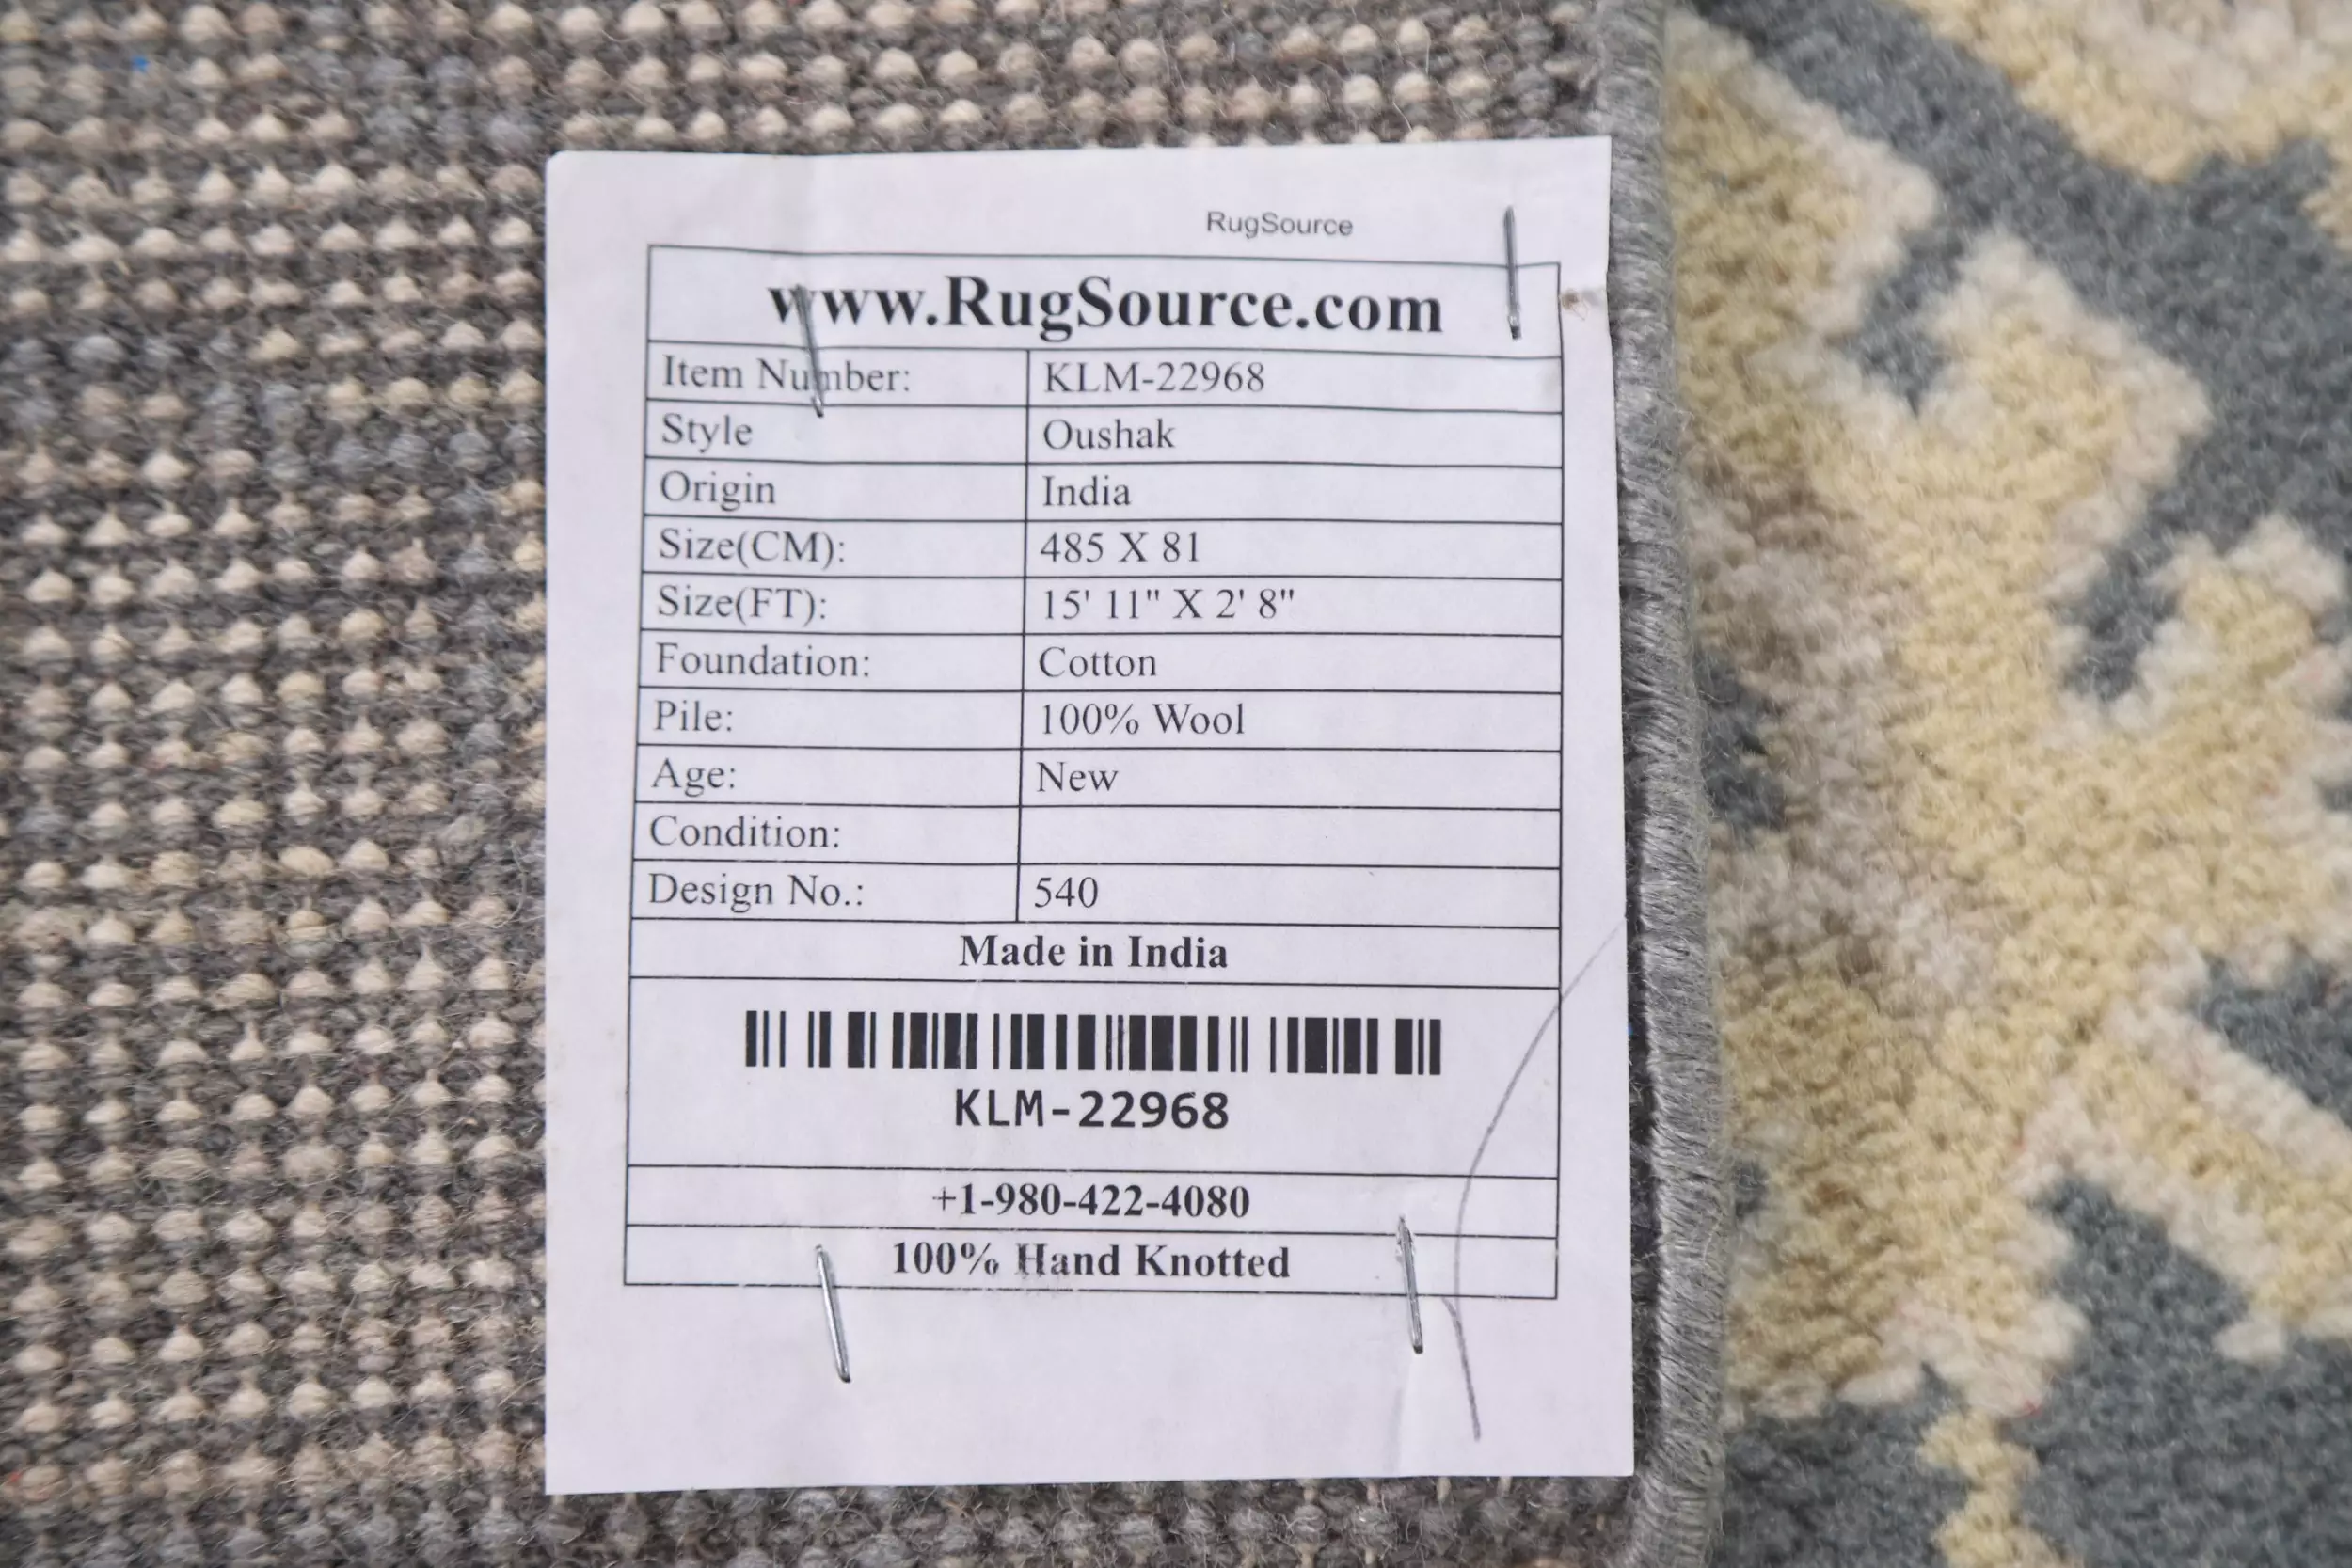 RugSource
www.RugSource.com
Item Number: KLM-22968
Style Oushak
Origin India
Size(CM): 485 X 81
Size(FT): 15' 11" X 2' 8"
Foundation: Cotton
Pile: 100% Wool
Age: New
Condition:
Design No.: 540
Made in India
KLM-22968
+1-980-422-4080
100% Hand Knotted